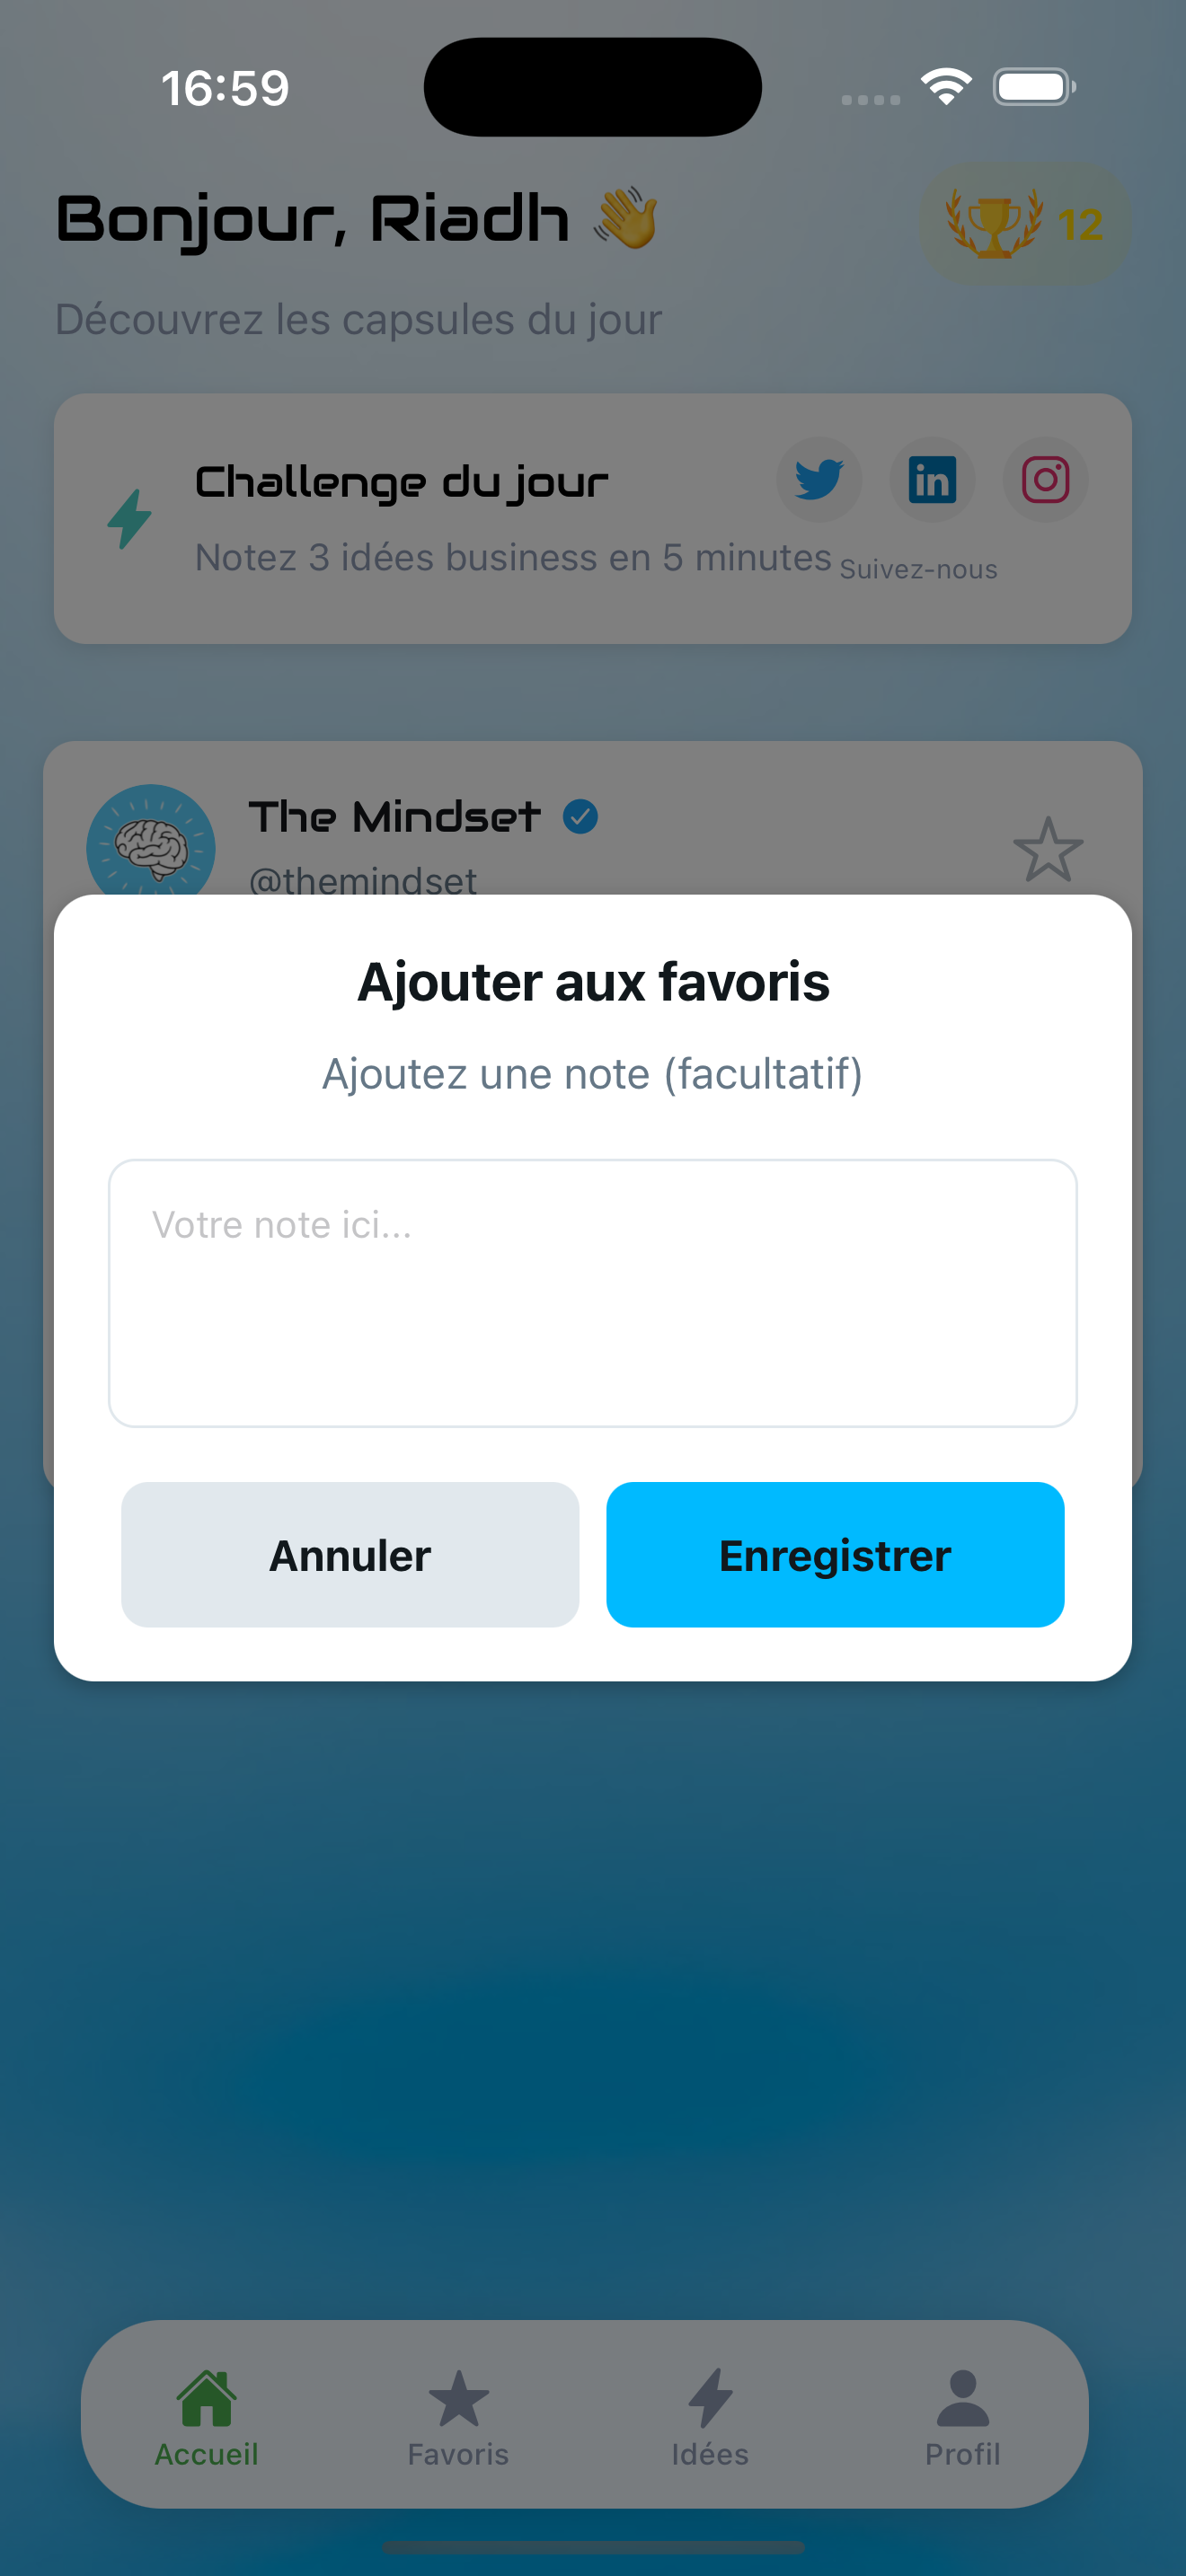 16:59
Bonjour, Riadh 👋
12
Découvrez les capsules du jour
Challenge du jour
Notez 3 idées business en 5 minutes
Suivez-nous
The Mindset
@themindset
Ajouter aux favoris
Ajoutez une note (facultatif)
Votre note ici...
Annuler
Enregistrer
Accueil
Favoris
Idées
Profil